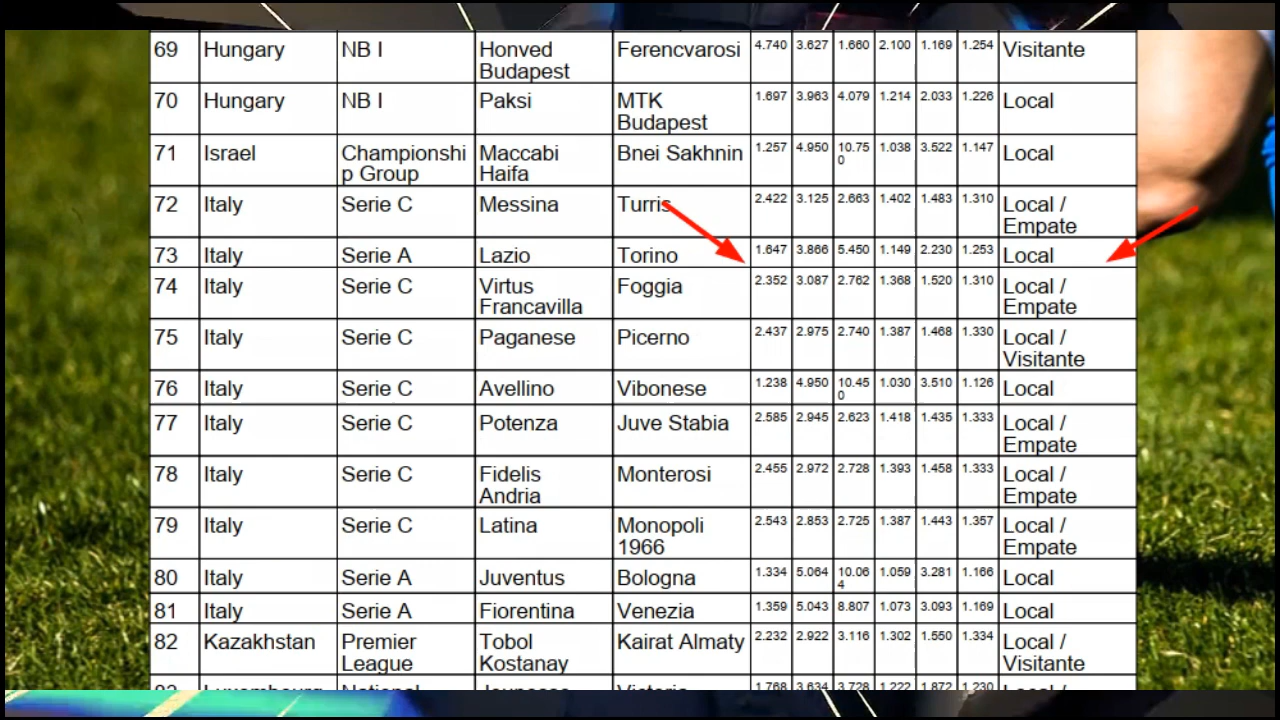 69 Hungary NB I Honved Budapest Ferencvarosi 4.740 3.627 1.660 2.100 1.169 1.254 Visitante
70 Hungary NB I Paksi MTK Budapest 1.697 3.963 4.079 1.214 2.033 1.226 Local
71 Israel Championship Group Maccabi Haifa Bnei Sakhnin 1.257 4.950 10.750 1.038 3.522 1.147 Local
72 Italy Serie C Messina Turris 2.422 3.125 2.663 1.402 1.483 1.310 Local / Empate
73 Italy Serie A Lazio Torino 1.647 3.866 5.450 1.149 2.230 1.253 Local
74 Italy Serie C Virtus Francavilla Foggia 2.352 3.087 2.762 1.368 1.520 1.310 Local / Empate
75 Italy Serie C Paganese Picerno 2.437 2.975 2.740 1.387 1.468 1.330 Local / Visitante
76 Italy Serie C Avellino Vibonese 1.238 4.950 10.450 1.030 3.510 1.126 Local
77 Italy Serie C Potenza Juve Stabia 2.585 2.945 2.623 1.418 1.435 1.333 Local / Empate
78 Italy Serie C Fidelis Andria Monterosi 2.455 2.972 2.728 1.393 1.458 1.333 Local / Empate
79 Italy Serie C Latina Monopoli 1966 2.543 2.853 2.725 1.387 1.443 1.357 Local / Empate
80 Italy Serie A Juventus Bologna 1.334 5.064 10.064 1.059 3.281 1.166 Local
81 Italy Serie A Fiorentina Venezia 1.359 5.043 8.807 1.073 3.093 1.169 Local
82 Kazakhstan Premier League Tobol Kostanay Kairat Almaty 2.232 2.922 3.116 1.302 1.550 1.334 Local / Visitante
1.768 3.634 3.728 1.222 1.872 1.230